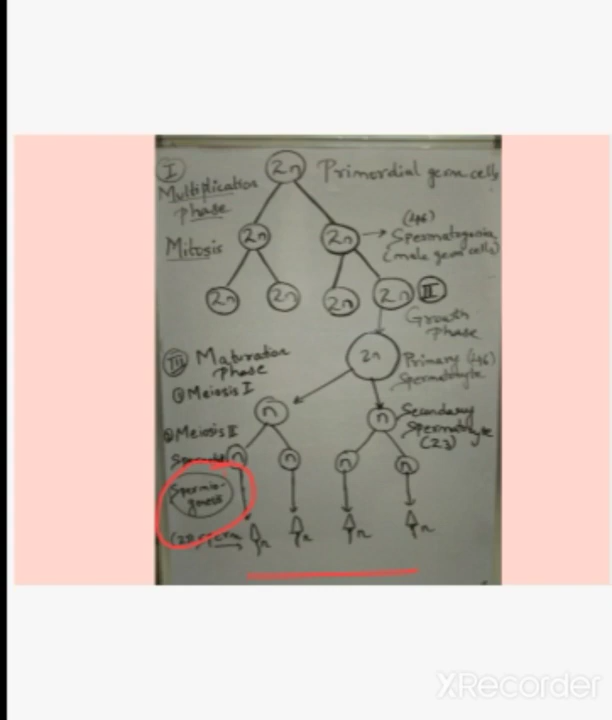 I
2n Primordial germ cells
Multiplication
Phase
(46)
Mitosis 2n 2n → Spermatogonia
(male germ cells)
2n 2n 2n 2n II
Growth
Phase
III Maturation
Phase
2n Primary (46)
Spermatocyte
① Meiosis I
n n Secondary
Spermatocyte
(23)
② Meiosis II
n n n n
Spermio-
genesis
n n n n
XRecorder